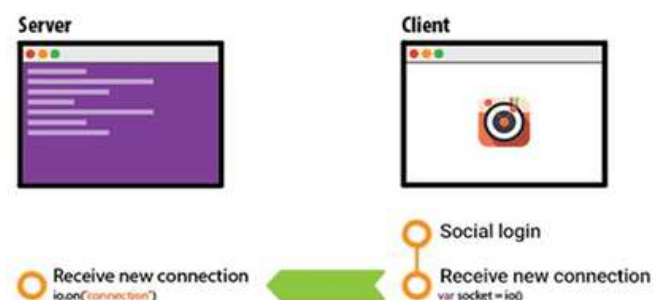 Server
Client
Social login
Receive new connection
io.on("connection")
Receive new connection
var socket = io()